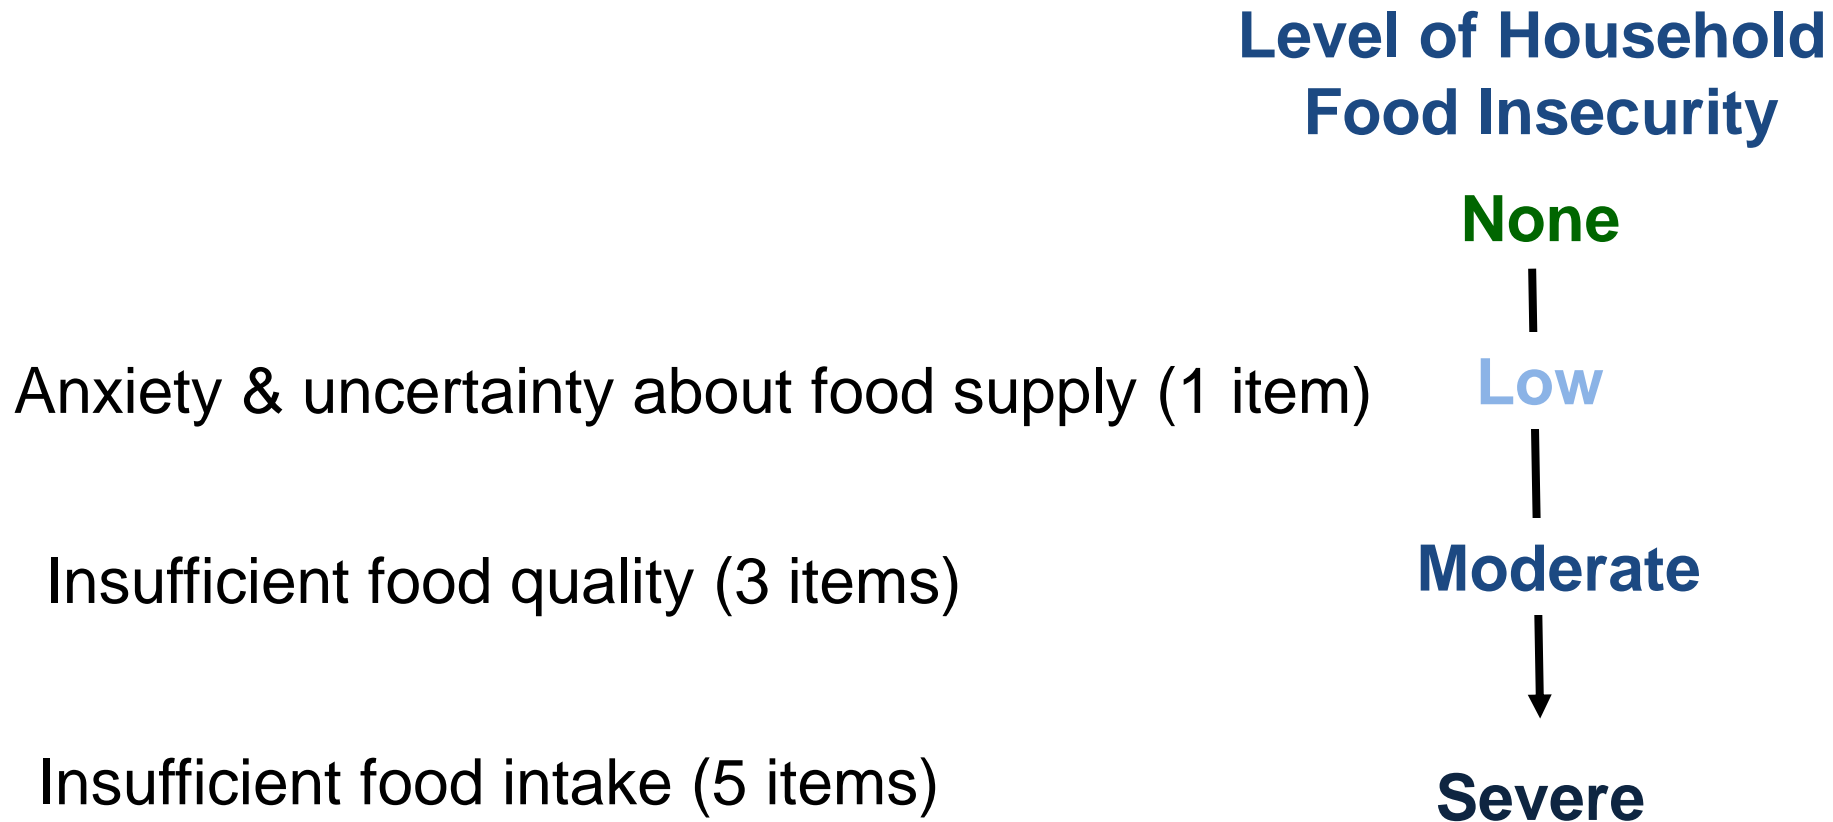 Level of Household
Food Insecurity
None
Anxiety & uncertainty about food supply (1 item)
Low
Insufficient food quality (3 items)
Moderate
Insufficient food intake (5 items)
Severe